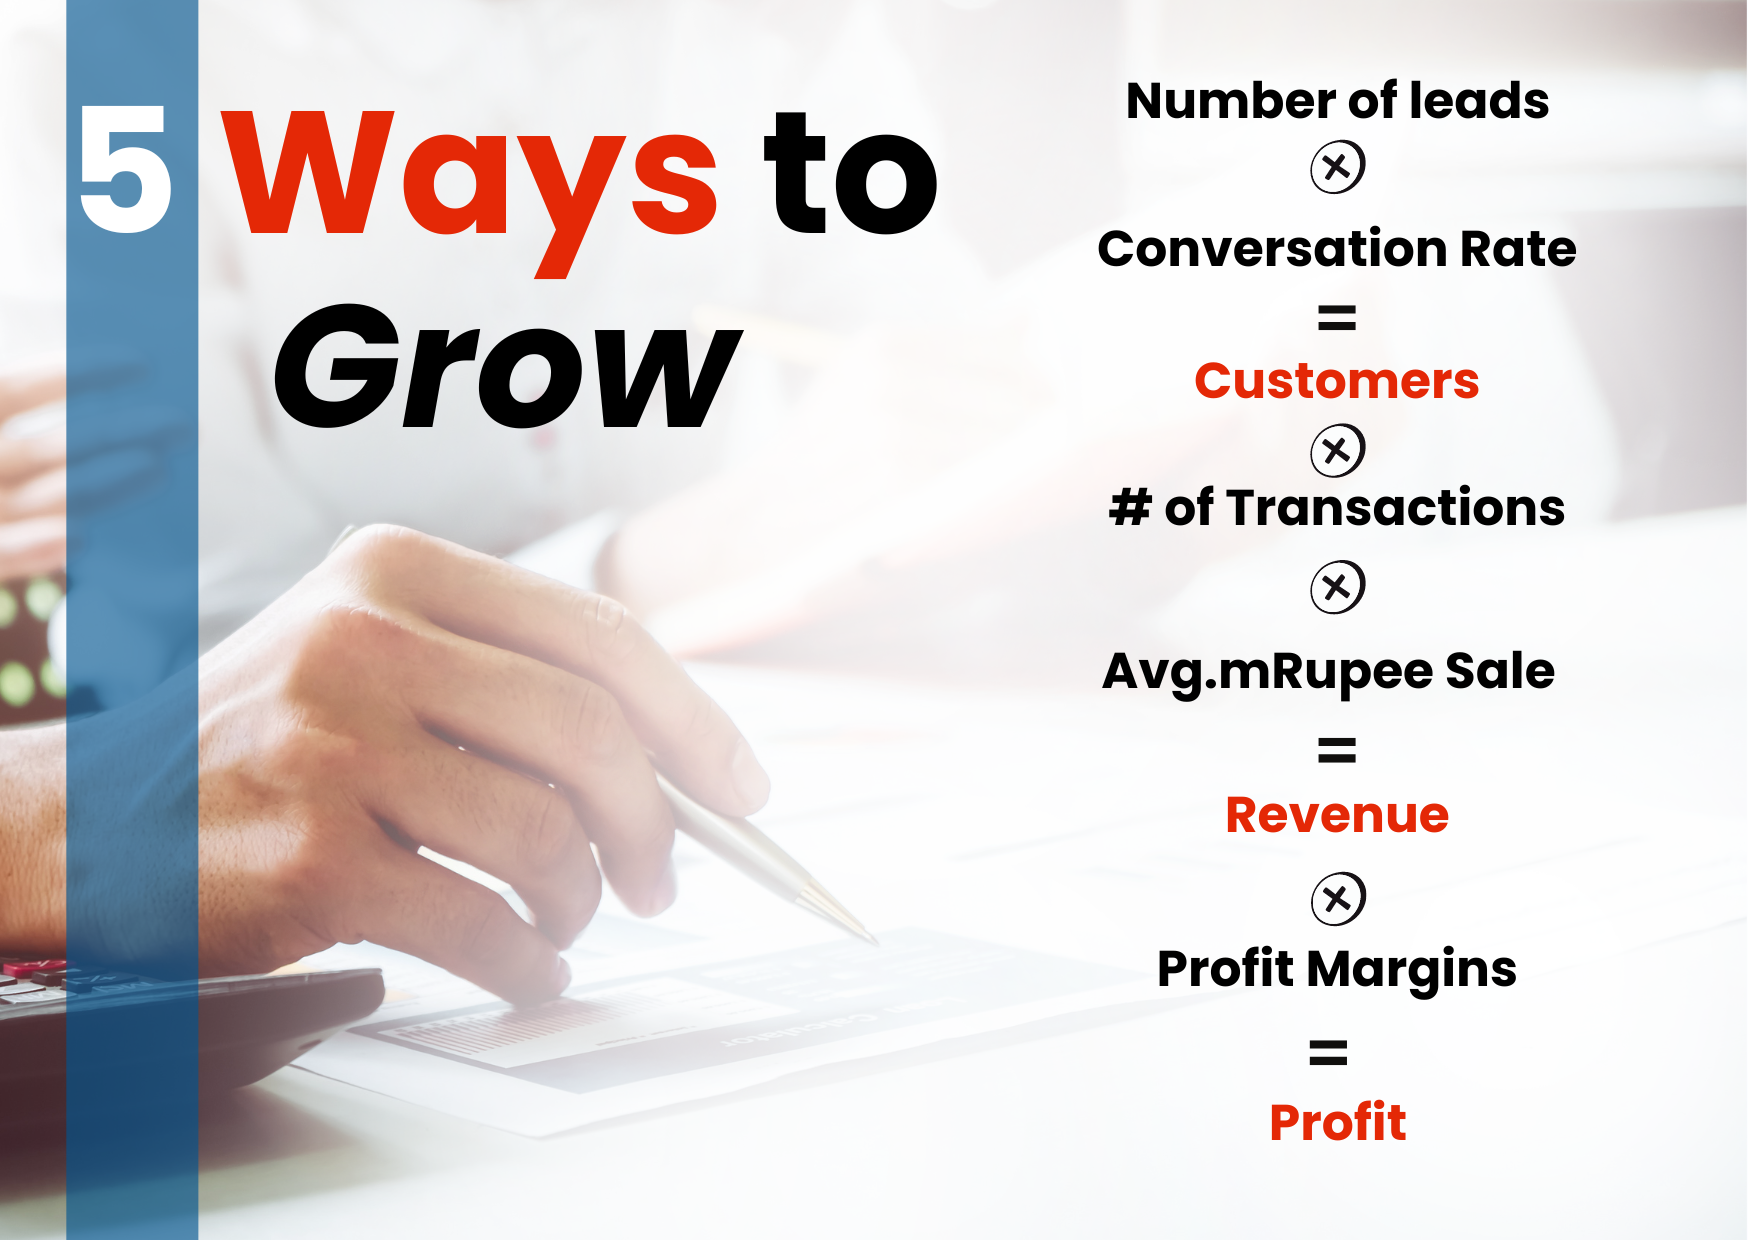 5 Ways to
Grow
Number of leads
Conversation Rate
=
Customers
# of Transactions
Avg.mRupee Sale
=
Revenue
Profit Margins
=
Profit